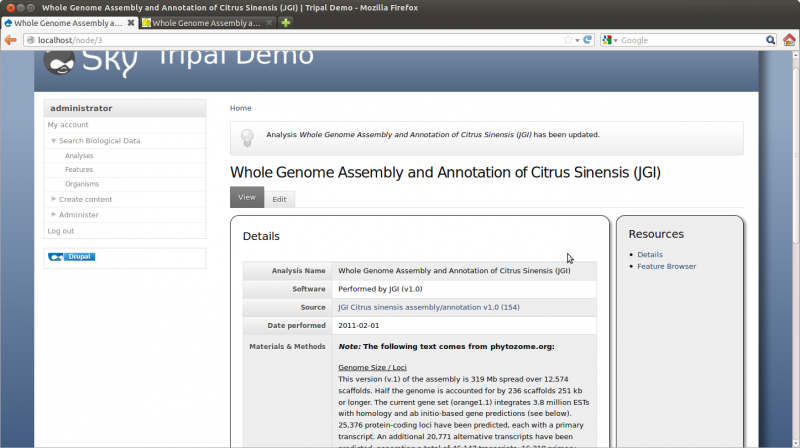 Whole Genome Assembly and Annotation of Citrus Sinensis (JGI) | Tripal Demo - Mozilla Firefox
Whole Genome Assembly and A...
Whole Genome Assembly and A...
localhost/node/3
Google
Sky Tripal Demo
administrator
My account
Search Biological Data
Analyses
Features
Organisms
Create content
Administer
Log out
Drupal
Home
Analysis Whole Genome Assembly and Annotation of Citrus Sinensis (JGI) has been updated.
Whole Genome Assembly and Annotation of Citrus Sinensis (JGI)
View
Edit
Details
Analysis Name Whole Genome Assembly and Annotation of Citrus Sinensis (JGI)
Software Performed by JGI (v1.0)
Source JGI Citrus sinensis assembly/annotation v1.0 (154)
Date performed 2011-02-01
Materials & Methods Note: The following text comes from phytozome.org:
Genome Size / Loci
This version (v.1) of the assembly is 319 Mb spread over 12,574
scaffolds. Half the genome is accounted for by 236 scaffolds 251 kb
or longer. The current gene set (orange1.1) integrates 3.8 million ESTs
with homology and ab initio-based gene predictions (see below).
25,376 protein-coding loci have been predicted, each with a primary
transcript. An additional 20,771 alternative transcripts have been
Resources
Details
Feature Browser